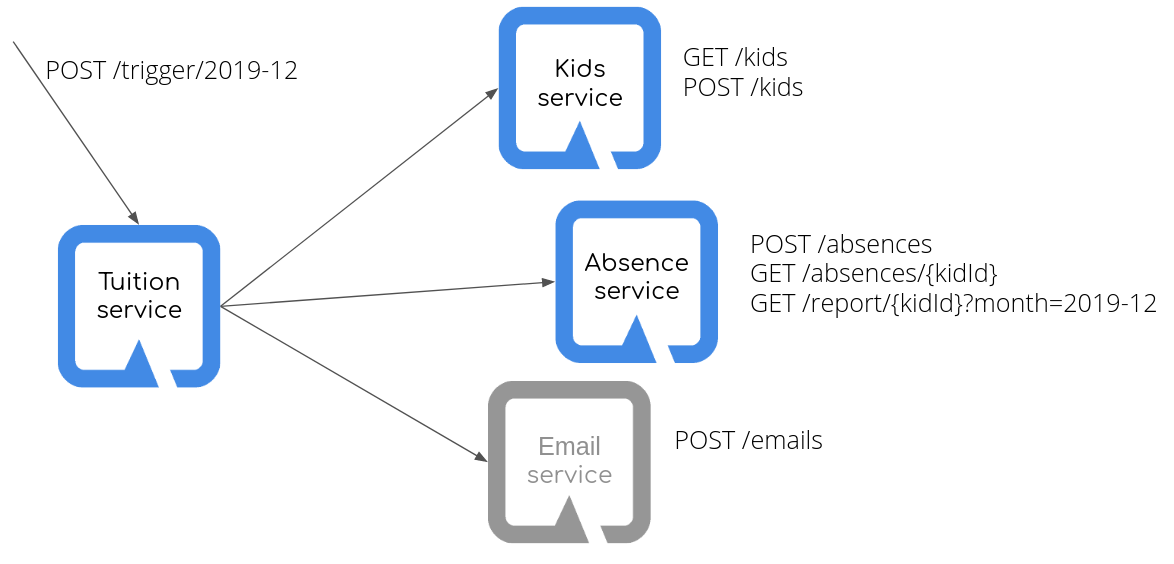 POST /trigger/2019-12
Kids
service
GET /kids
POST /kids
Tuition
service
Absence
service
POST /absences
GET /absences/{kidId}
GET /report/{kidId}?month=2019-12
Email
service
POST /emails